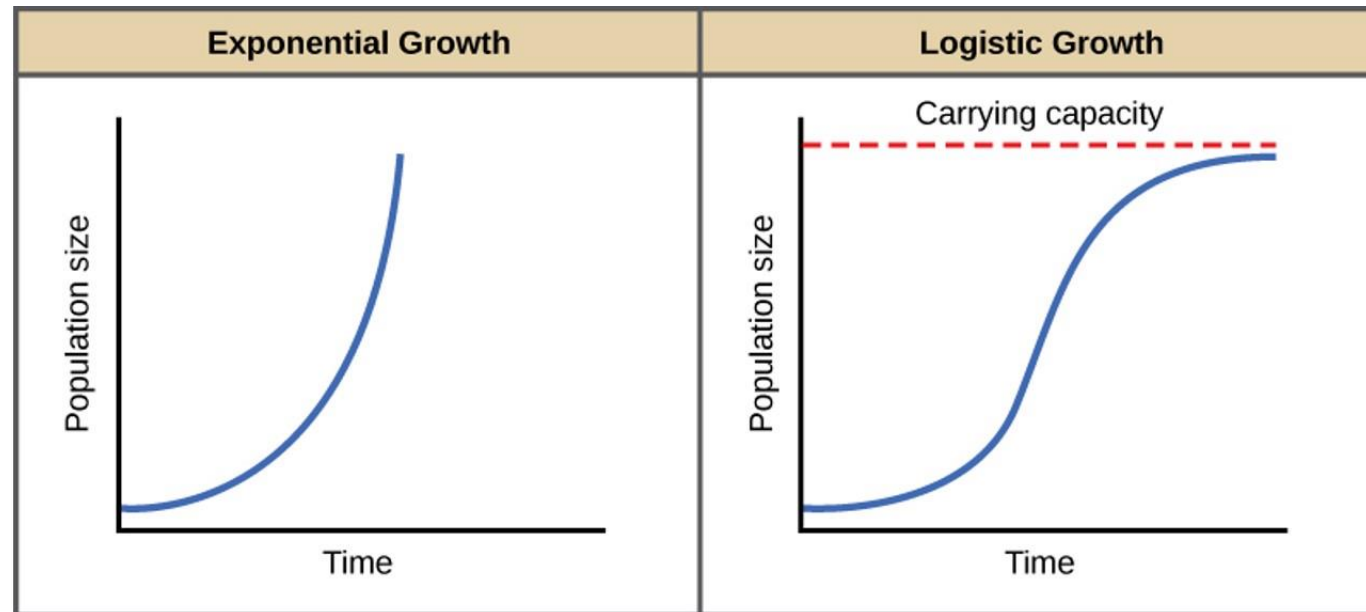 Exponential Growth
Population size
Time
Logistic Growth
Carrying capacity
Population size
Time